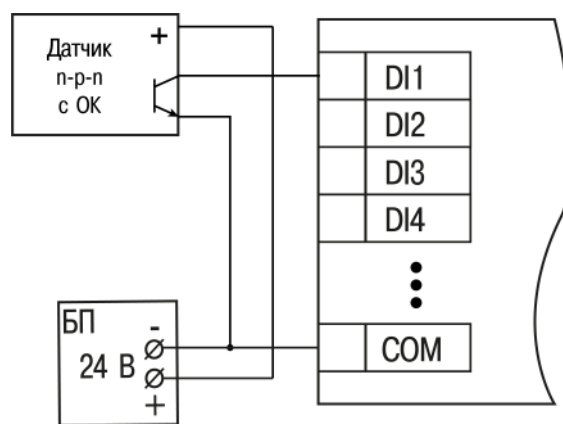 Датчик
n-p-n
с ОК
+
DI1
DI2
DI3
DI4
COM
БП
-
24 В
+